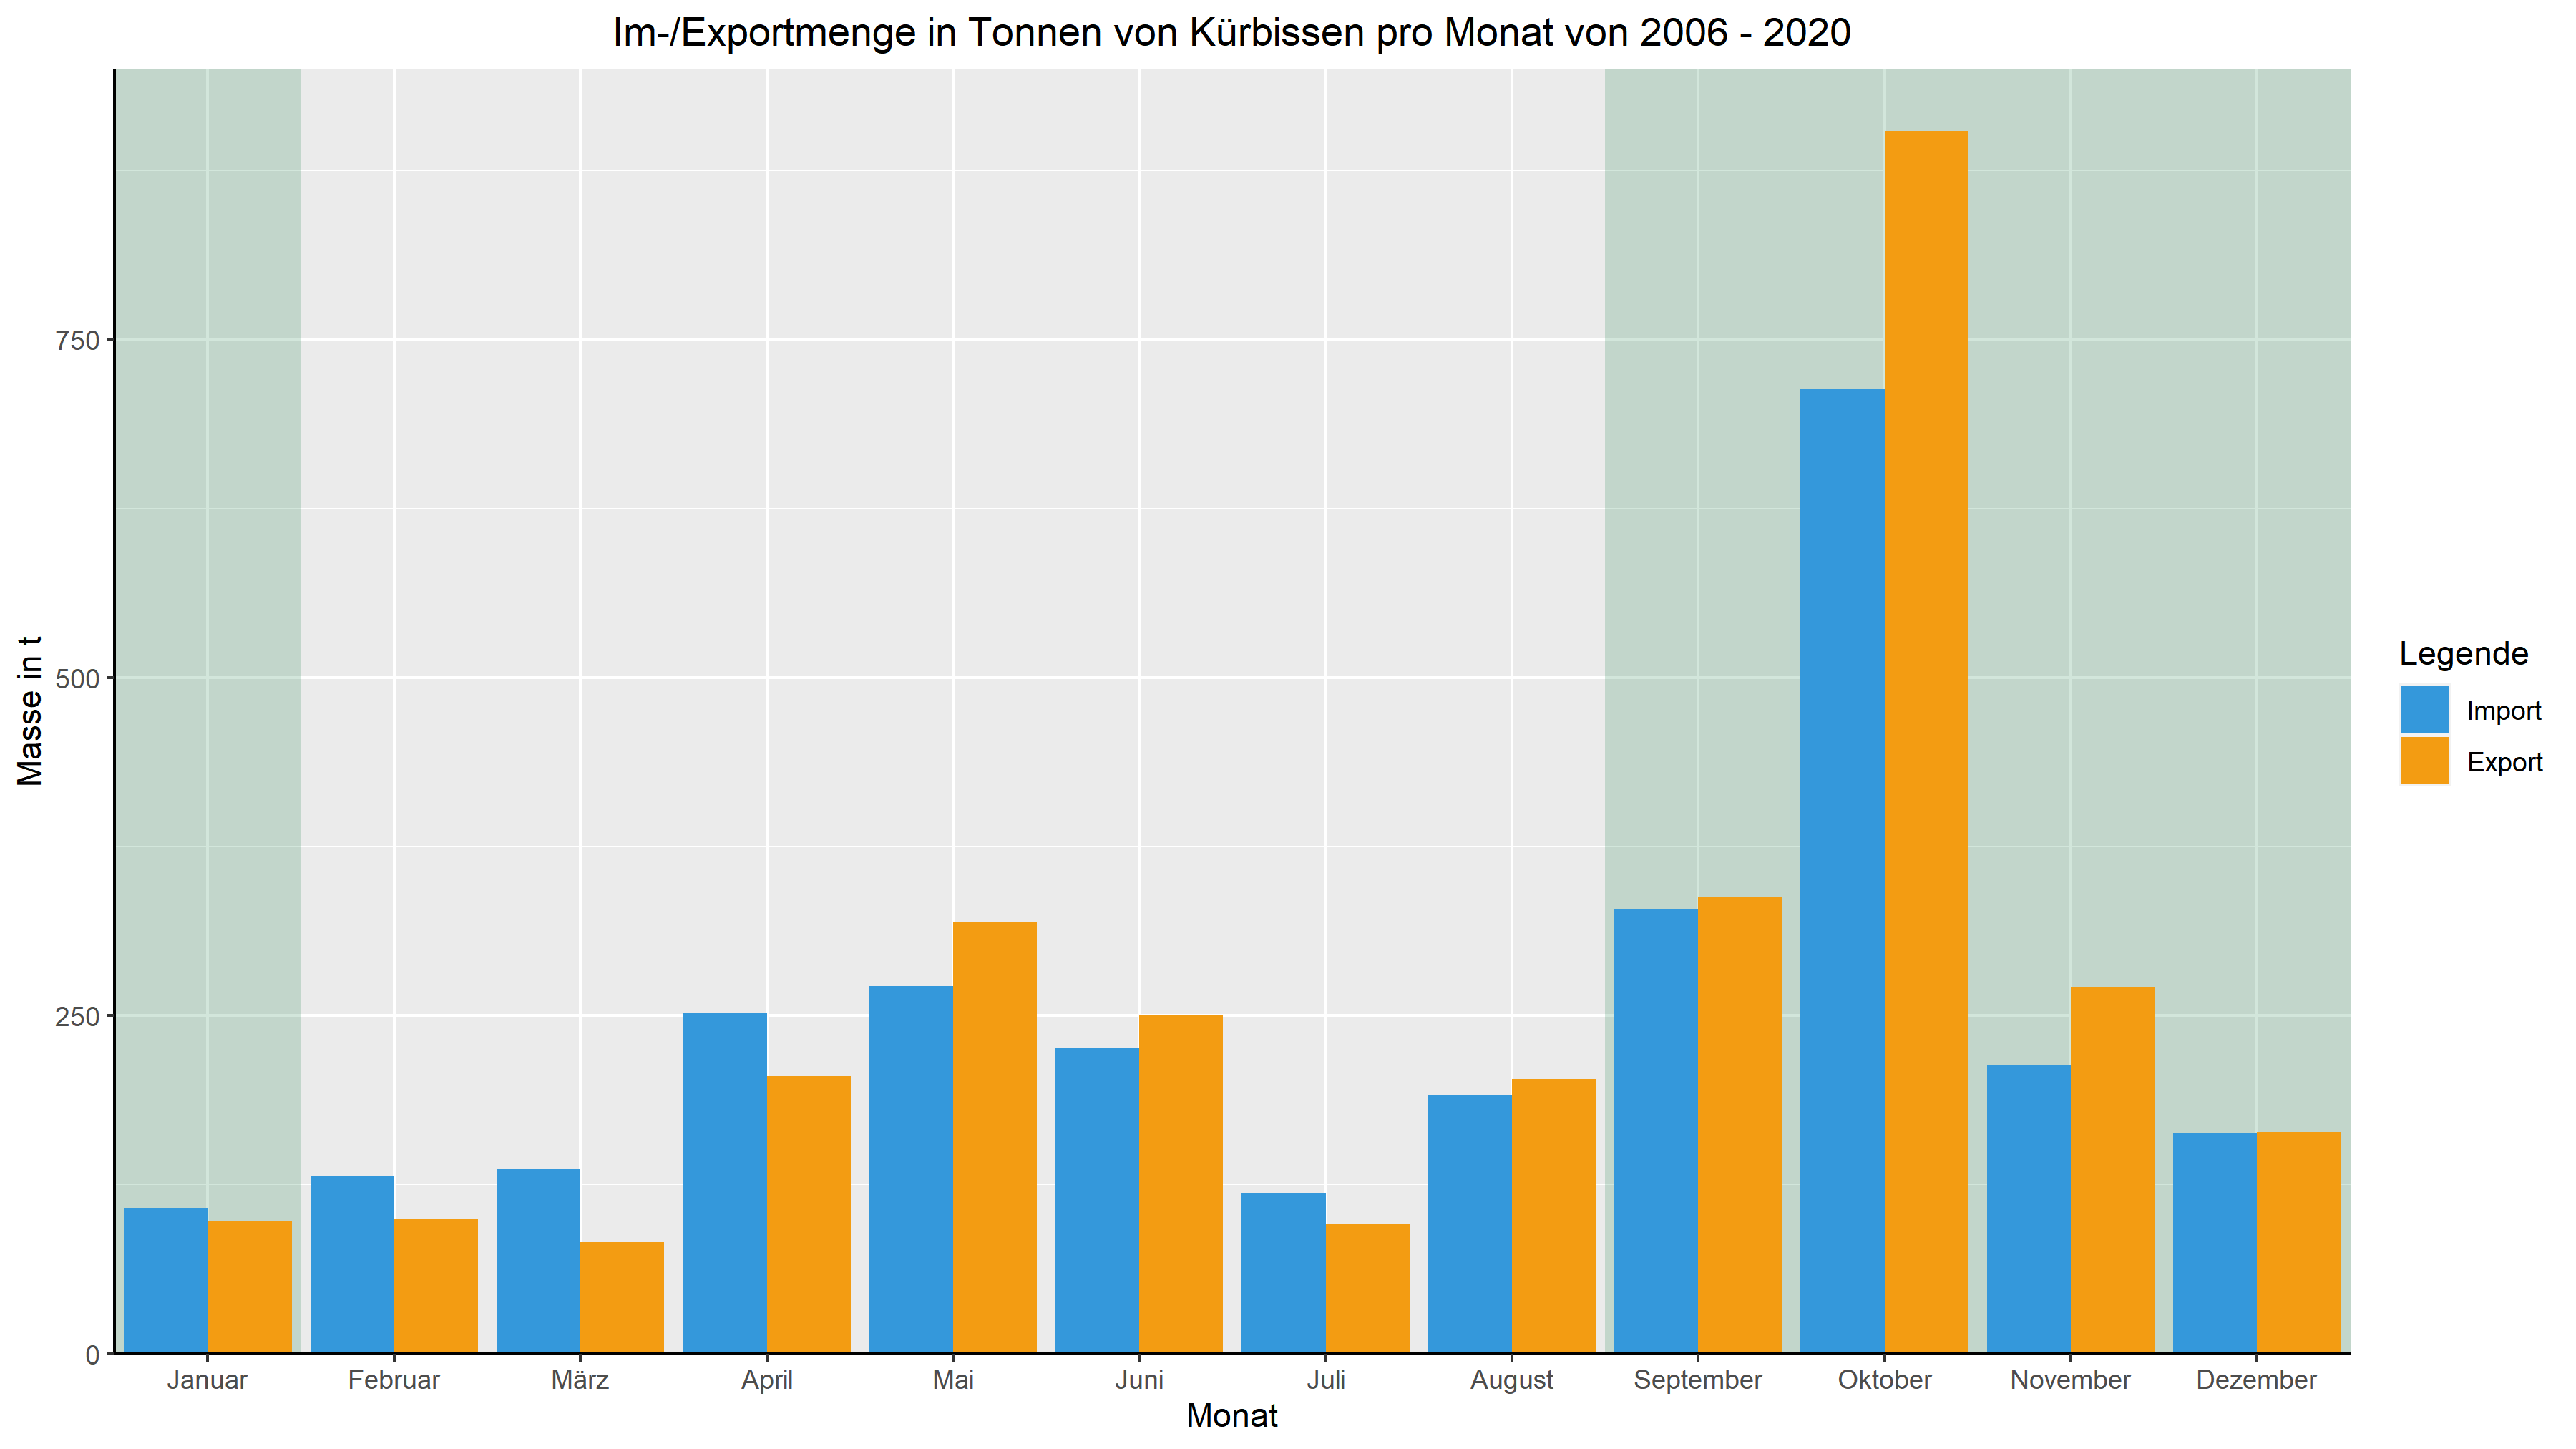 Im-/Exportmenge in Tonnen von Kürbissen pro Monat von 2006 - 2020
Masse in t
750
500
250
0
Januar Februar März April Mai Juni Juli August September Oktober November Dezember
Monat
Legende
Import
Export